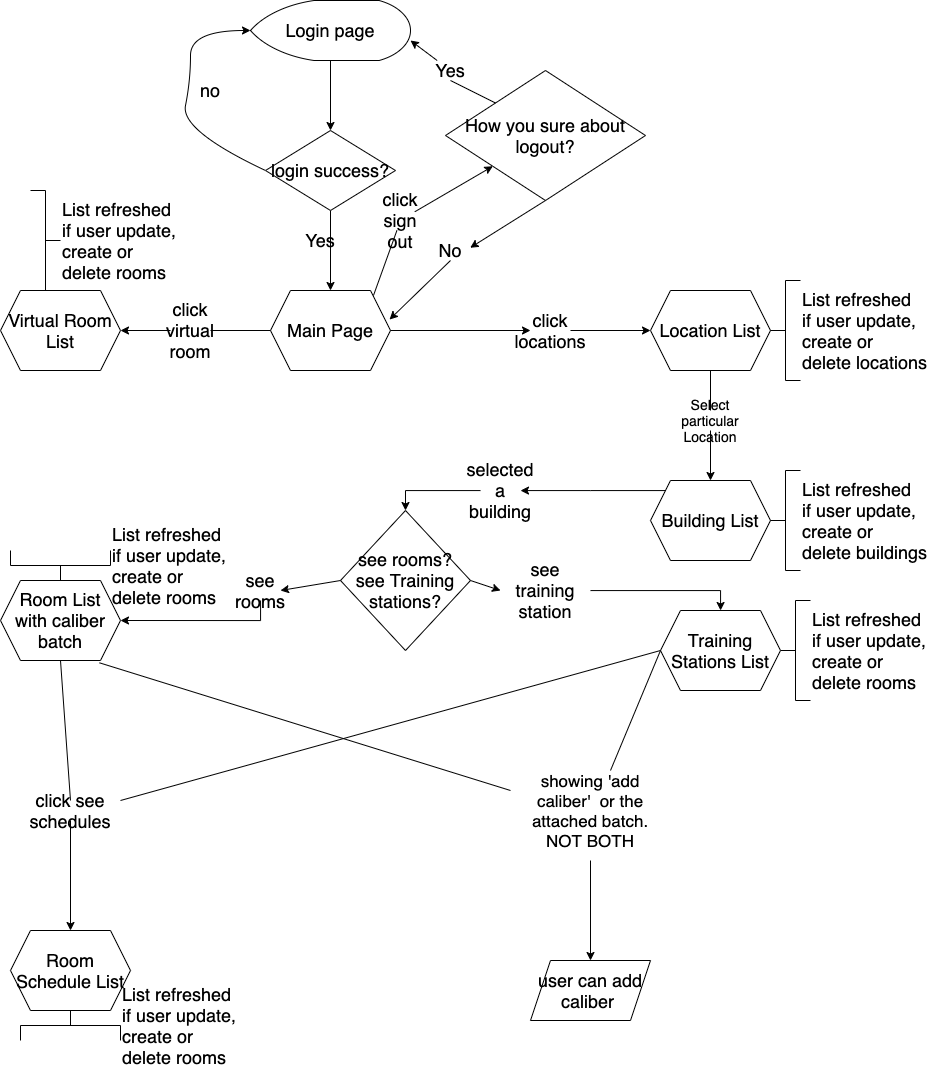 Login page
no
Yes
How you sure about
logout?
login success?
click
sign
out
List refreshed
if user update,
create or
delete rooms
Yes
No
Virtual Room
List
click
virtual
room
Main Page
click
locations
Location List
List refreshed
if user update,
create or
delete locations
Select
particular
Location
selected
a
building
Building List
List refreshed
if user update,
create or
delete buildings
List refreshed
if user update,
create or
delete rooms
see rooms?
see Training
stations?
see
rooms
see
training
station
Room List
with caliber
batch
Training
Stations List
List refreshed
if user update,
create or
delete rooms
click see
schedules
showing 'add
caliber'  or the
attached batch.
NOT BOTH
Room
Schedule List
List refreshed
if user update,
create or
delete rooms
user can add
caliber